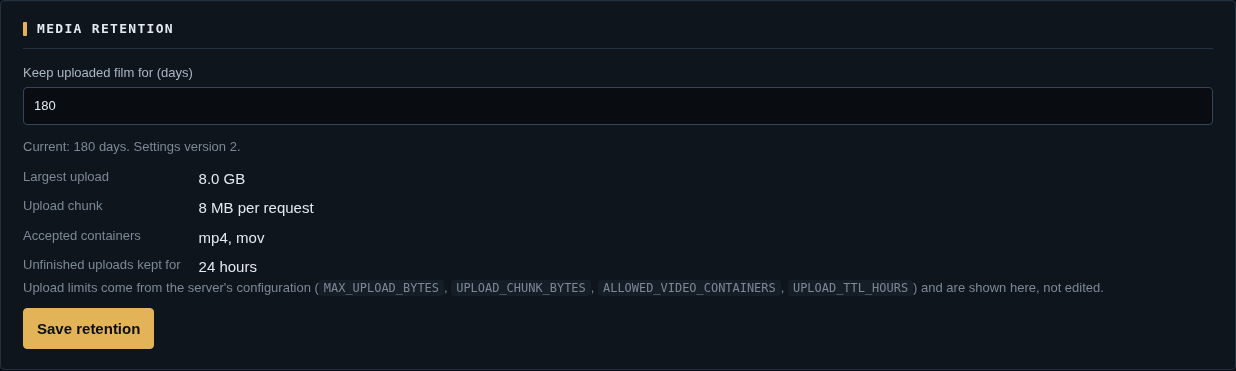 MEDIA RETENTION
Keep uploaded film for (days)
180
Current: 180 days. Settings version 2.
Largest upload 8.0 GB
Upload chunk 8 MB per request
Accepted containers mp4, mov
Unfinished uploads kept for 24 hours
Upload limits come from the server's configuration ( MAX_UPLOAD_BYTES , UPLOAD_CHUNK_BYTES , ALLOWED_VIDEO_CONTAINERS , UPLOAD_TTL_HOURS ) and are shown here, not edited.
Save retention